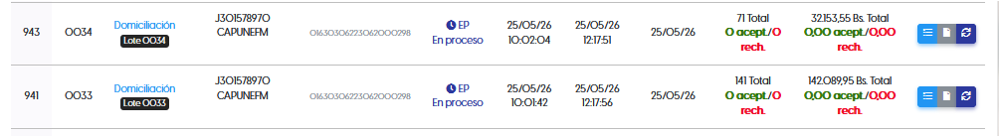 943 0034 Domiciliación Lote 0034 J301578970 CAPUNEFM 01630306223062000298 EP En proceso 25/05/26 10:02:04 25/05/26 12:17:51 25/05/26 71 Total 0 acept./0 rech. 32.153,55 Bs. Total 0,00 acept./0,00 rech.
941 0033 Domiciliación Lote 0033 J301578970 CAPUNEFM 01630306223062000298 EP En proceso 25/05/26 10:01:42 25/05/26 12:17:56 25/05/26 141 Total 0 acept./0 rech. 142.089,95 Bs. Total 0,00 acept./0,00 rech.